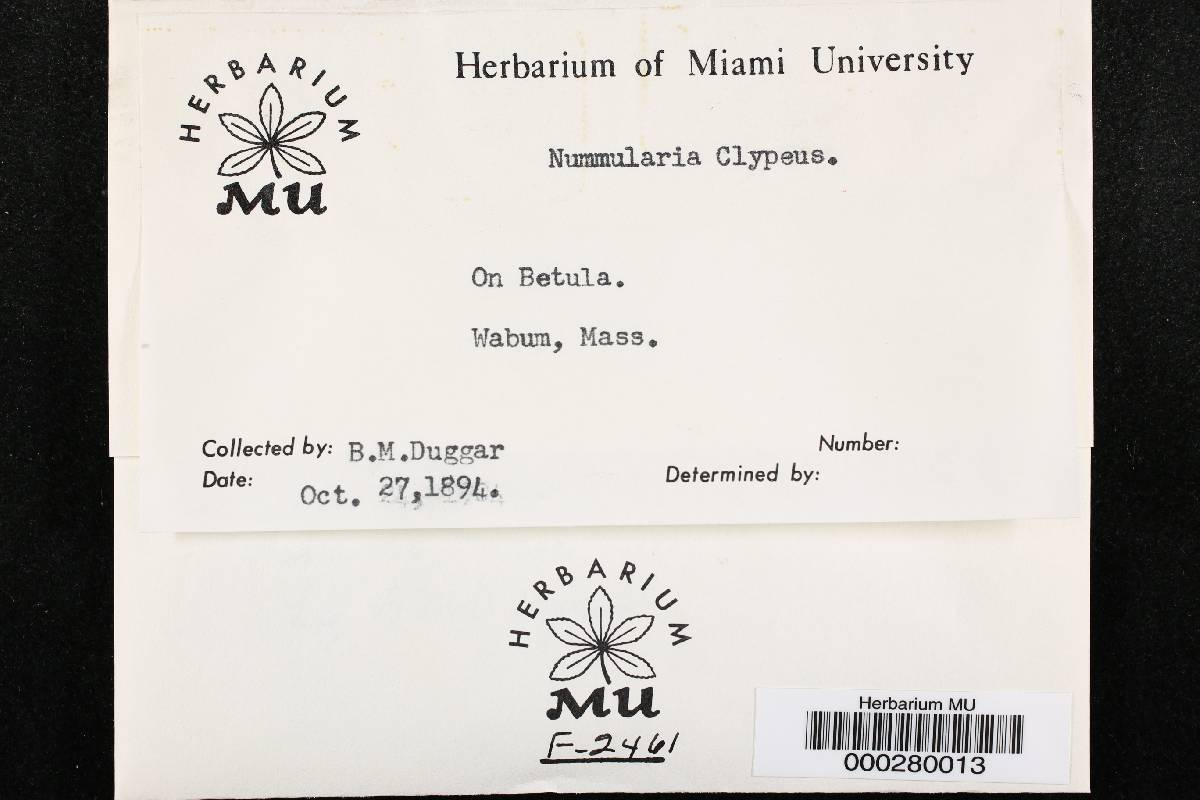 HERBARIUM
MU
Herbarium of Miami University
Nummularia Clypeus.
On Betula.
Wabum, Mass.
Collected by: B.M.Duggar
Number:
Date: Oct. 27,1894.
Determined by:
HERBARIUM
MU
F-2461
Herbarium MU
000280013